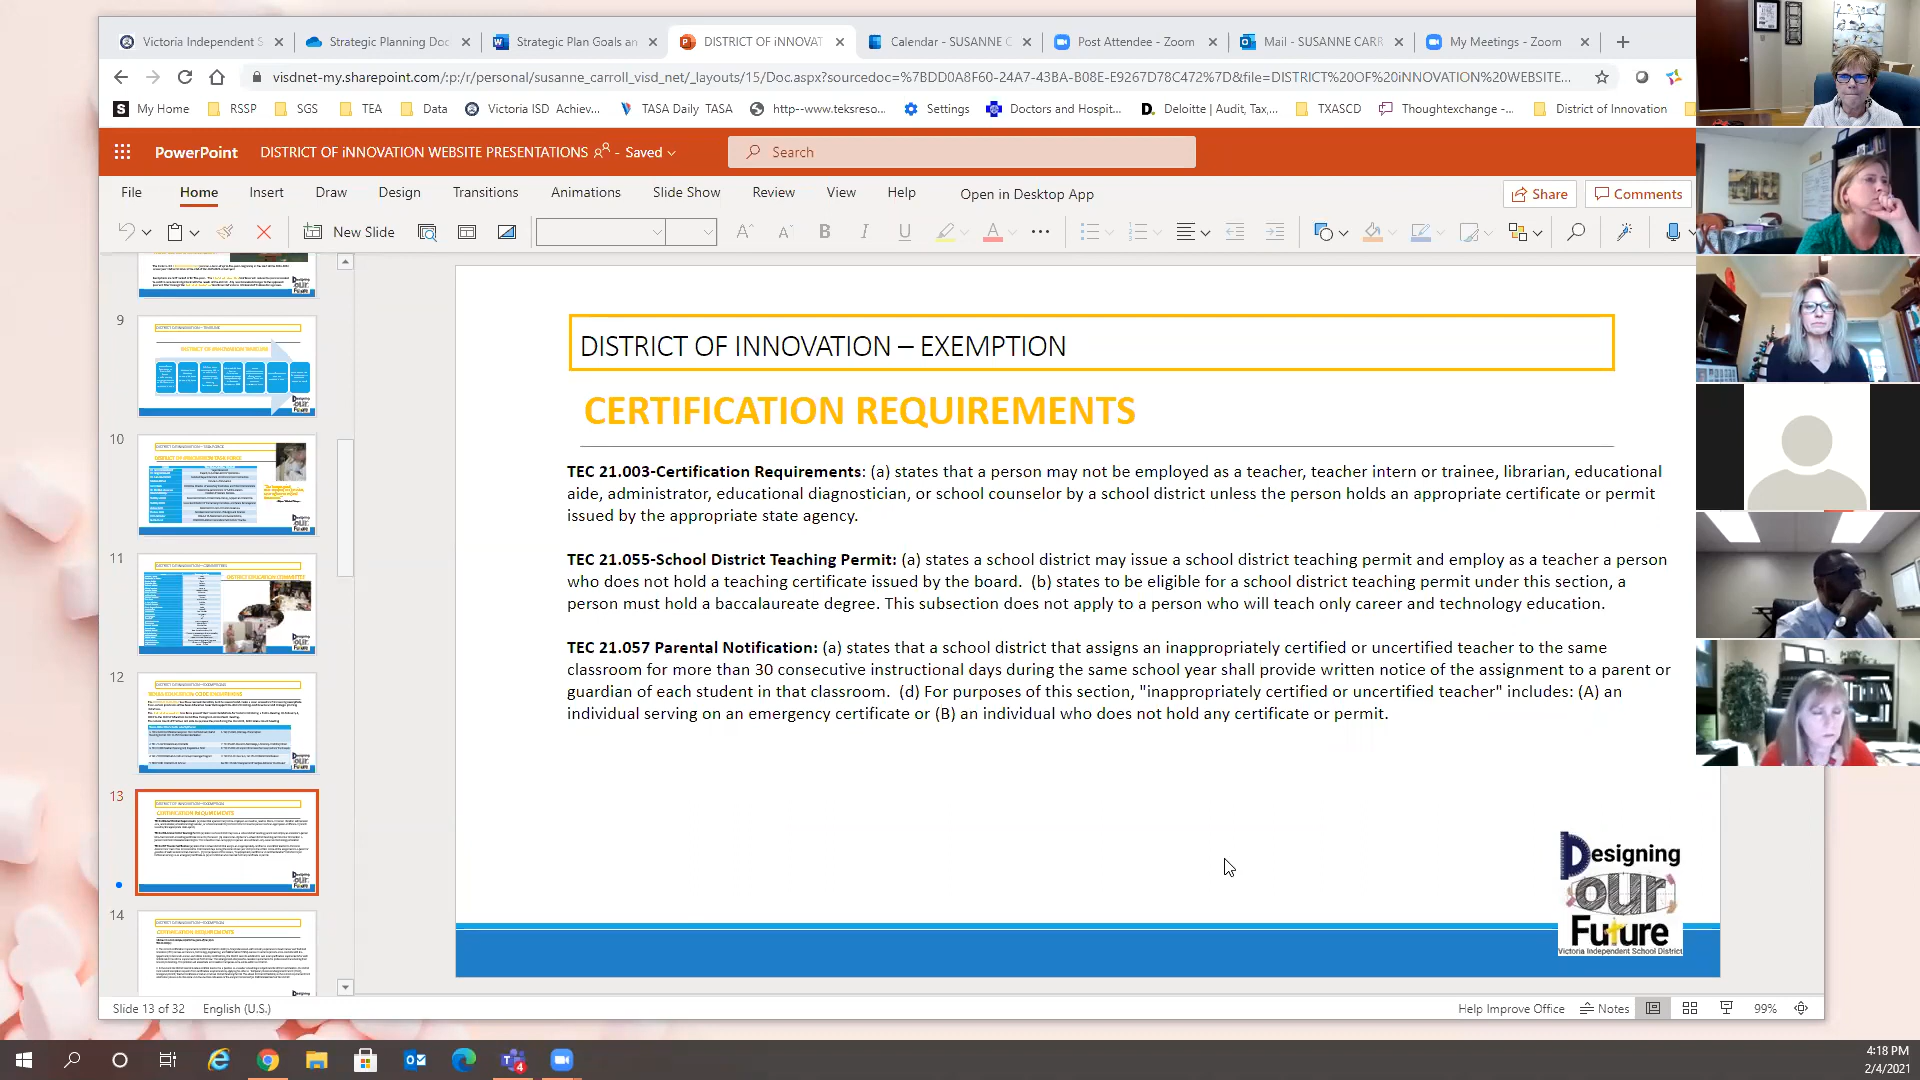 Victoria Independent S
Strategic Planning Doc
Strategic Plan Goals an
DISTRICT OF iNNOVAT
Calendar - SUSANNE C
Post Attendee - Zoom
Mail - SUSANNE CARR
My Meetings - Zoom
visdnet-my.sharepoint.com/:p:/r/personal/susanne_carroll_visd_net/_layouts/15/Doc.aspx?sourcedoc=%7BDD0A8F60-24A7-43BA-B08E-E9267D78C472%7D&file=DISTRICT%20OF%20iNNOVATION%20WEBSITE...
My Home RSSP SGS TEA Data Victoria ISD Achiev... TASA Daily TASA http--www.teksreso... Settings Doctors and Hospit... Deloitte | Audit, Tax,... TXASCD Thoughtexchange -... District of Innovation
PowerPoint DISTRICT OF iNNOVATION WEBSITE PRESENTATIONS - Saved Search
File Home Insert Draw Design Transitions Animations Slide Show Review View Help Open in Desktop App Share Comments
New Slide
9
10
11
12
13
14
DISTRICT OF INNOVATION – EXEMPTION
CERTIFICATION REQUIREMENTS
TEC 21.003-Certification Requirements: (a) states that a person may not be employed as a teacher, teacher intern or trainee, librarian, educational
aide, administrator, educational diagnostician, or school counselor by a school district unless the person holds an appropriate certificate or permit
issued by the appropriate state agency.
TEC 21.055-School District Teaching Permit: (a) states a school district may issue a school district teaching permit and employ as a teacher a person
who does not hold a teaching certificate issued by the board. (b) states to be eligible for a school district teaching permit under this section, a
person must hold a baccalaureate degree. This subsection does not apply to a person who will teach only career and technology education.
TEC 21.057 Parental Notification: (a) states that a school district that assigns an inappropriately certified or uncertified teacher to the same
classroom for more than 30 consecutive instructional days during the same school year shall provide written notice of the assignment to a parent or
guardian of each student in that classroom. (d) For purposes of this section, "inappropriately certified or uncertified teacher" includes: (A) an
individual serving on an emergency certificate or (B) an individual who does not hold any certificate or permit.
Designing
our
Future
Victoria Independent School District
Slide 13 of 32 English (U.S.) Help Improve Office Notes 99%
4:18 PM
2/4/2021